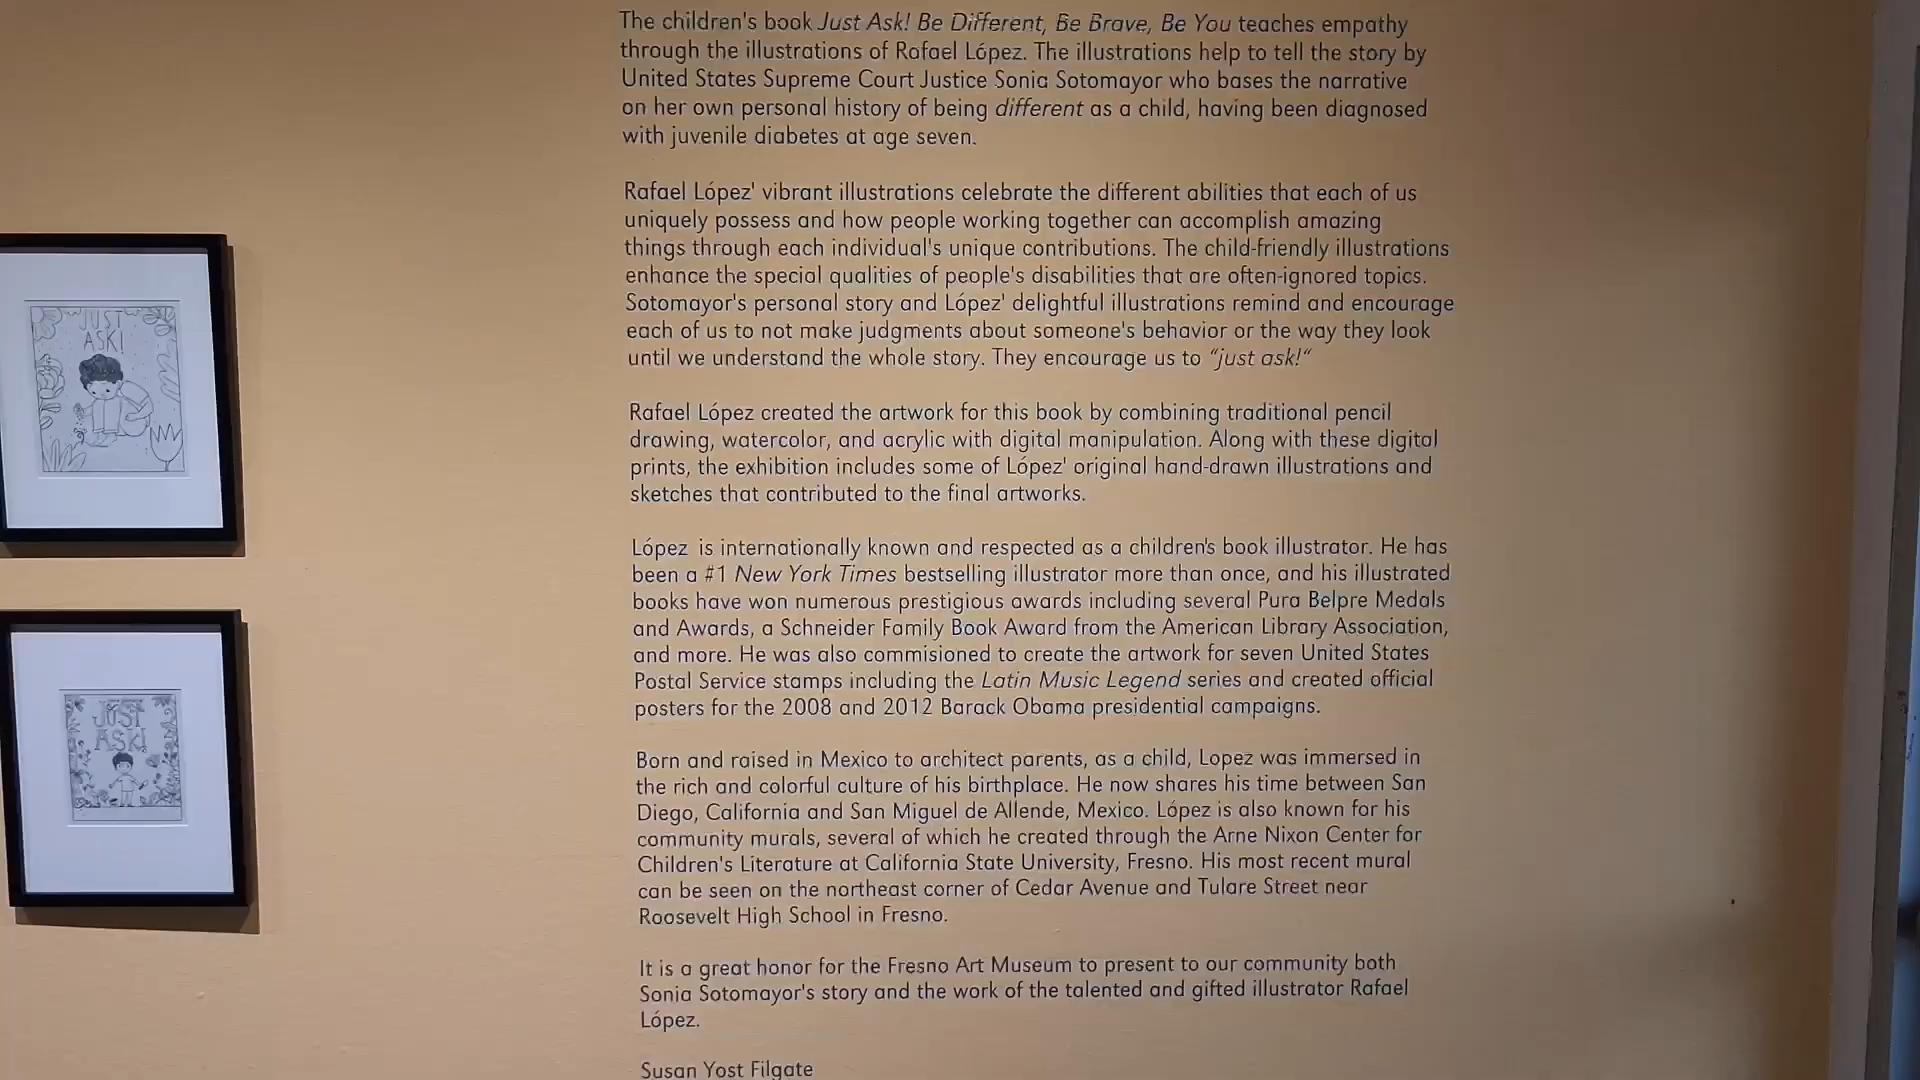 The children's book Just Ask! Be Different, Be Brave, Be You teaches empathy
through the illustrations of Rafael López. The illustrations help to tell the story by
United States Supreme Court Justice Sonia Sotomayor who bases the narrative
on her own personal history of being different as a child, having been diagnosed
with juvenile diabetes at age seven.
Rafael López' vibrant illustrations celebrate the different abilities that each of us
uniquely possess and how people working together can accomplish amazing
things through each individual's unique contributions. The child-friendly illustrations
enhance the special qualities of people's disabilities that are often-ignored topics.
Sotomayor's personal story and López' delightful illustrations remind and encourage
each of us to not make judgments about someone's behavior or the way they look
until we understand the whole story. They encourage us to “just ask!“
Rafael López created the artwork for this book by combining traditional pencil
drawing, watercolor, and acrylic with digital manipulation. Along with these digital
prints, the exhibition includes some of López' original hand-drawn illustrations and
sketches that contributed to the final artworks.
López is internationally known and respected as a children's book illustrator. He has
been a #1 New York Times bestselling illustrator more than once, and his illustrated
books have won numerous prestigious awards including several Pura Belpre Medals
and Awards, a Schneider Family Book Award from the American Library Association,
and more. He was also commisioned to create the artwork for seven United States
Postal Service stamps including the Latin Music Legend series and created official
posters for the 2008 and 2012 Barack Obama presidential campaigns.
Born and raised in Mexico to architect parents, as a child, Lopez was immersed in
the rich and colorful culture of his birthplace. He now shares his time between San
Diego, California and San Miguel de Allende, Mexico. López is also known for his
community murals, several of which he created through the Arne Nixon Center for
Children's Literature at California State University, Fresno. His most recent mural
can be seen on the northeast corner of Cedar Avenue and Tulare Street near
Roosevelt High School in Fresno.
It is a great honor for the Fresno Art Museum to present to our community both
Sonia Sotomayor's story and the work of the talented and gifted illustrator Rafael
López.
Susan Yost Filgate
JUST
ASK!
JUST
ASK!